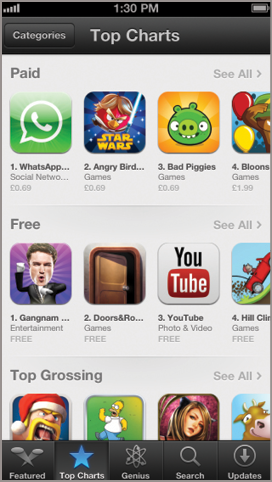 1:30 PM
Categories
Top Charts
Paid
See All >
STAR
WARS
1. WhatsApp...
2. Angry Bird...
3. Bad Piggies
4. Bloons
Social Netwo...
Games
Games
Games
£0.69
£0.69
£0.69
£1.99
Free
See All >
You
Tube
1. Gangnam ...
2. Doors&Ro...
3. YouTube
4. Hill Clim
Entertainment
Games
Photo & Video
Games
FREE
FREE
FREE
FREE
Top Grossing
See All >
Featured
Top Charts
Genius
Search
Updates